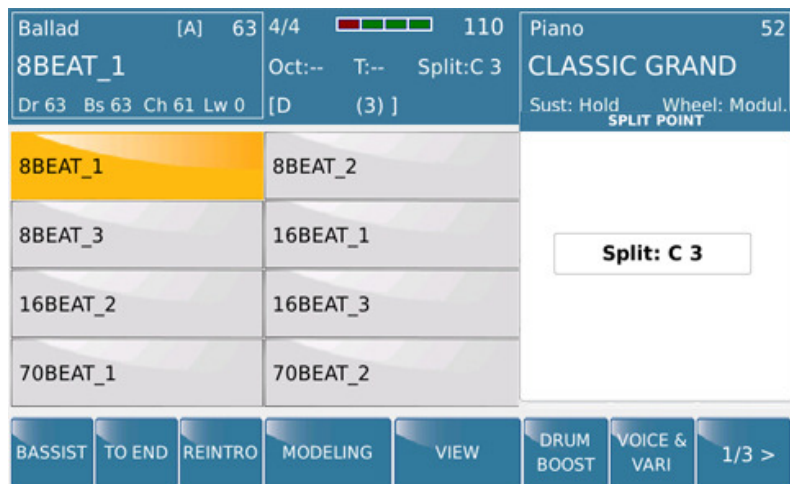 Ballad [A] 63
8BEAT_1
Dr 63 Bs 63 Ch 61 Lw 0
4/4 110
Oct:-- T:-- Split:C 3
[D (3) ]
Piano 52
CLASSIC GRAND
Sust: Hold Wheel: Modul.
SPLIT POINT
8BEAT_1 8BEAT_2
8BEAT_3 16BEAT_1
16BEAT_2 16BEAT_3
70BEAT_1 70BEAT_2
Split: C 3
BASSIST TO END REINTRO MODELING VIEW DRUM BOOST VOICE & VARI 1/3 >